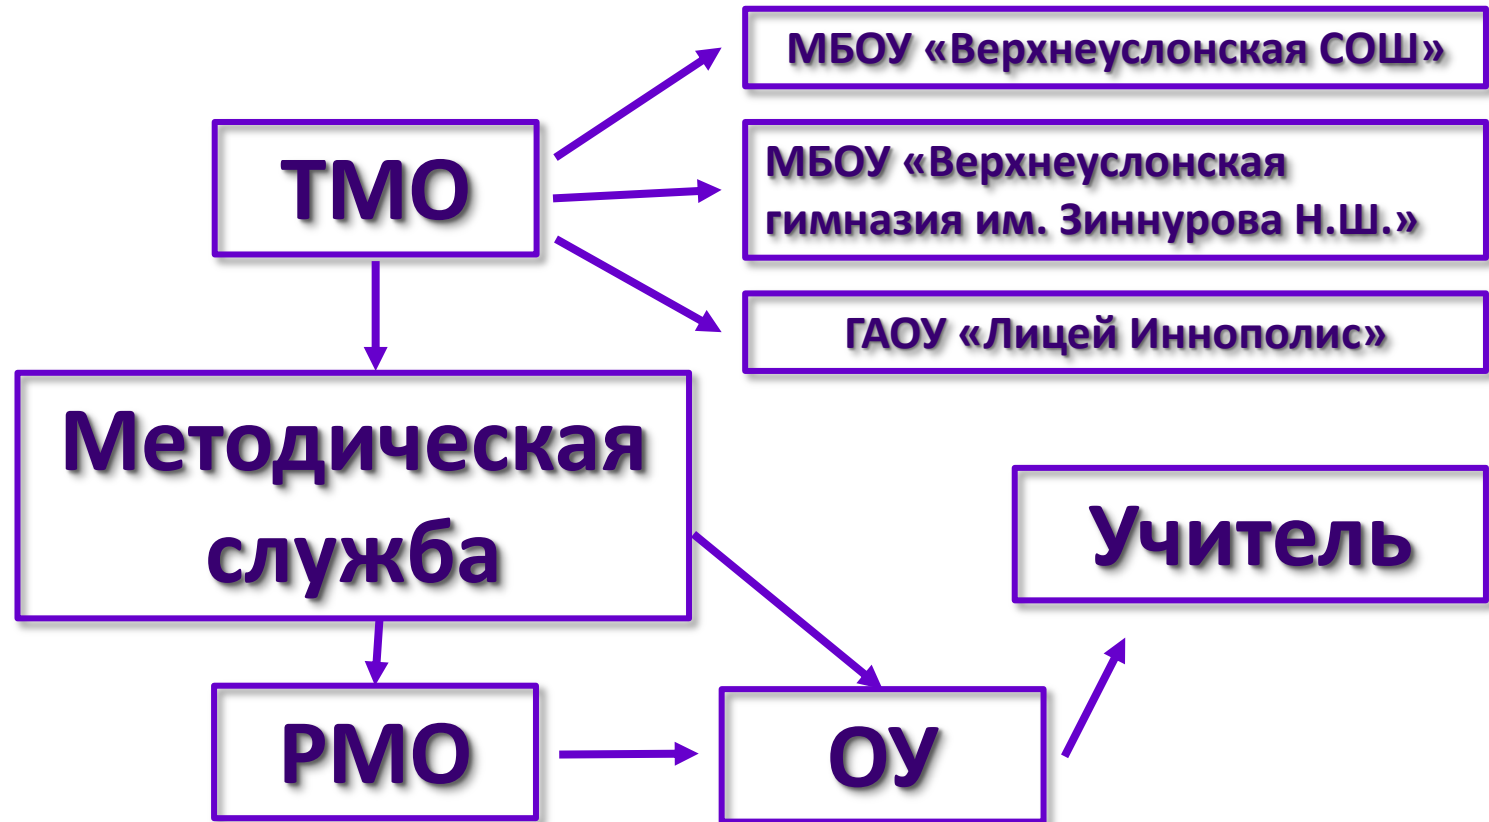 МБОУ «Верхнеуслонская СОШ»
ТМО
МБОУ «Верхнеуслонская
гимназия им. Зиннурова Н.Ш.»
ГАОУ «Лицей Иннополис»
Методическая
служба
Учитель
РМО
ОУ